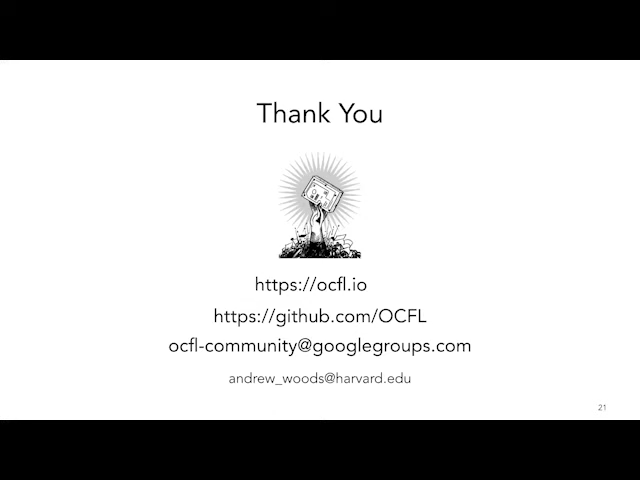 Thank You
https://ocfl.io
https://github.com/OCFL
ocfl-community@googlegroups.com
andrew_woods@harvard.edu
21